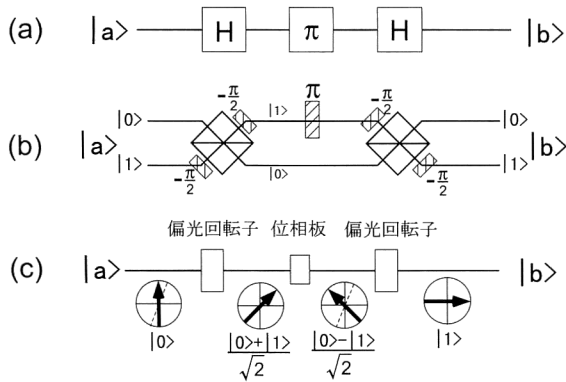 (a) |a> H π H |b>
-π/2 π -π/2
|0> |1> |0>
(b) |a> |b>
|1> -π/2 |0> -π/2 |1>
偏光回転子 位相板 偏光回転子
(c) |a> |b>
|0> |0>+|1>/√2 |0>-|1>/√2 |1>